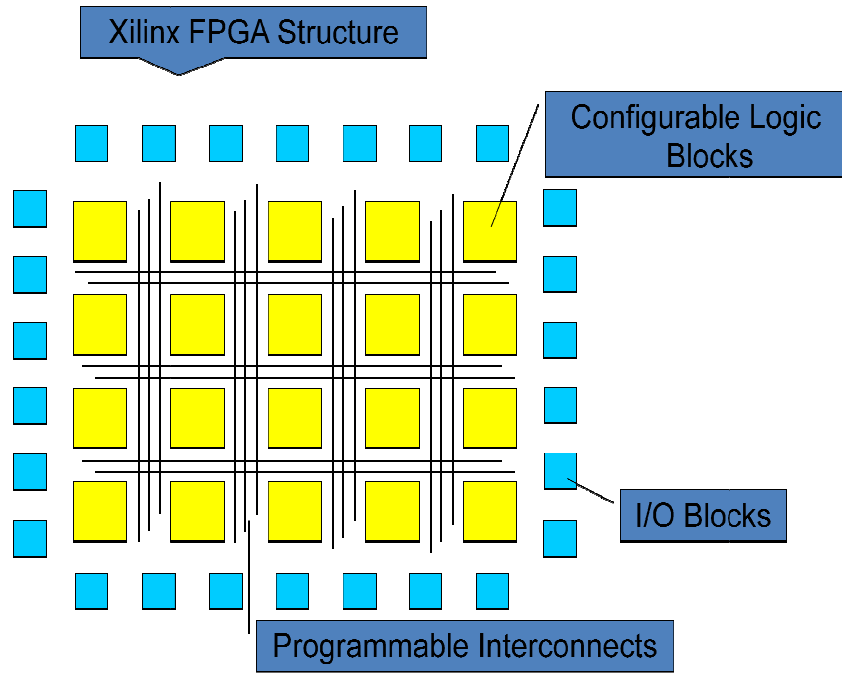 Xilinx FPGA Structure
Configurable Logic
Blocks
I/O Blocks
Programmable Interconnects